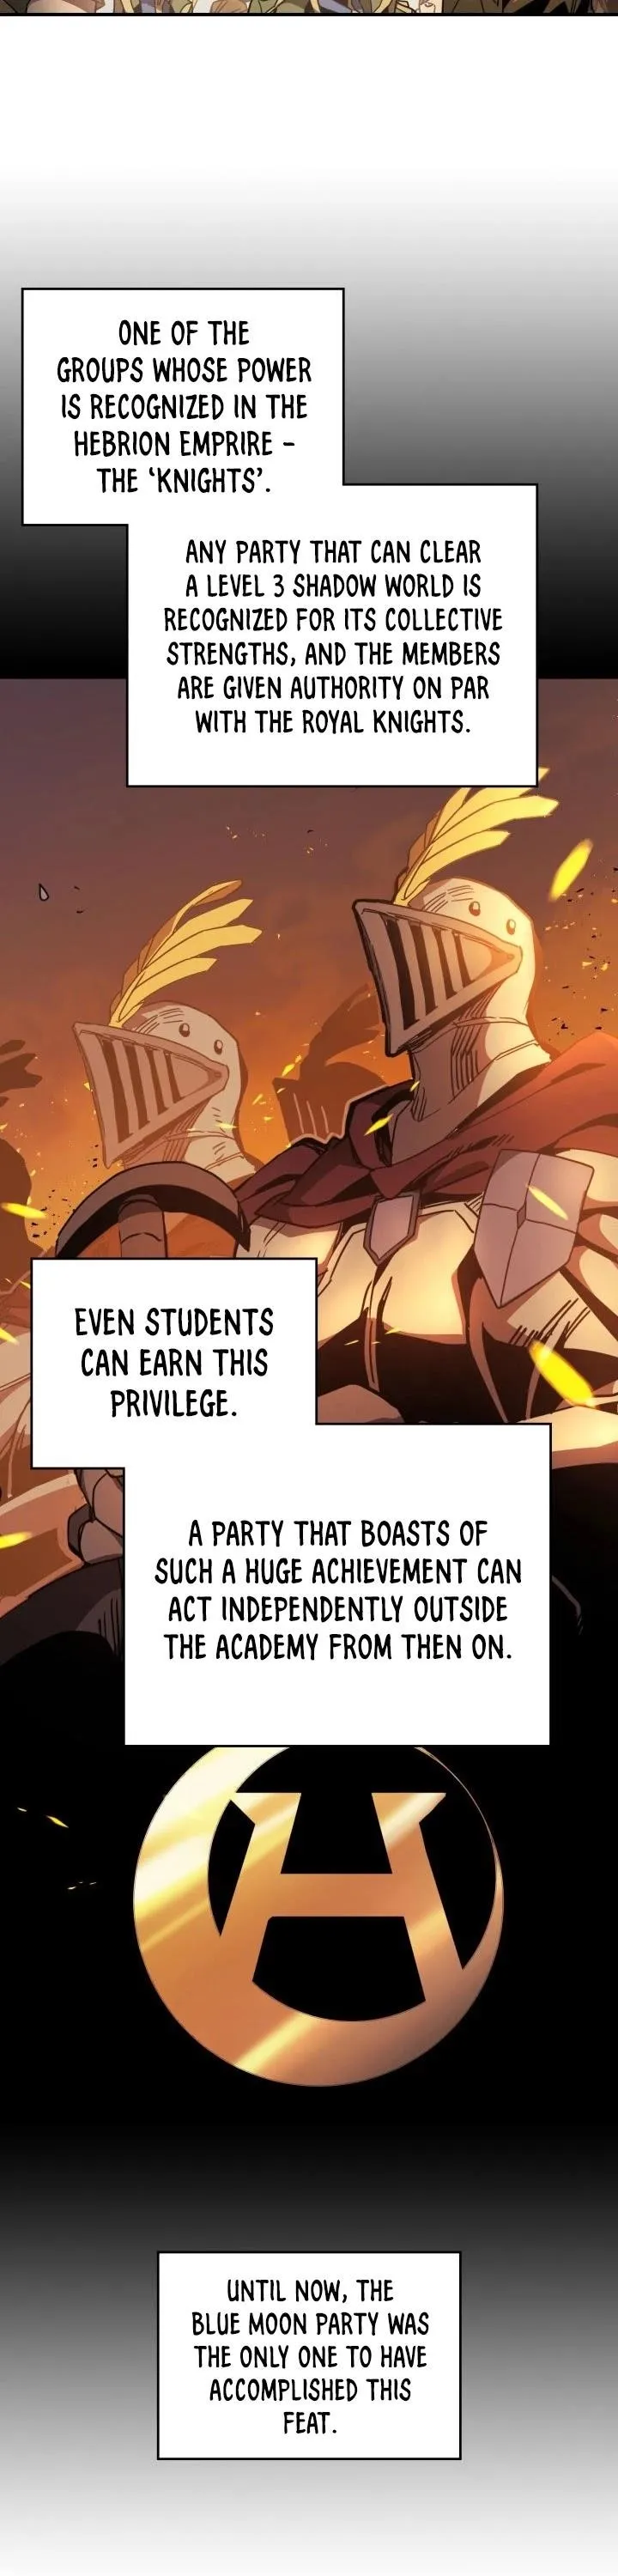 ONE OF THE
GROUPS WHOSE POWER
IS RECOGNIZED IN THE
HEBRION EMPRIRE -
THE 'KNIGHTS'.
ANY PARTY THAT CAN CLEAR
A LEVEL 3 SHADOW WORLD IS
RECOGNIZED FOR ITS COLLECTIVE
STRENGTHS, AND THE MEMBERS
ARE GIVEN AUTHORITY ON PAR
WITH THE ROYAL KNIGHTS.
EVEN STUDENTS
CAN EARN THIS
PRIVILEGE.
A PARTY THAT BOASTS OF
SUCH A HUGE ACHIEVEMENT CAN
ACT INDEPENDENTLY OUTSIDE
THE ACADEMY FROM THEN ON.
H
UNTIL NOW, THE
BLUE MOON PARTY WAS
THE ONLY ONE TO HAVE
ACCOMPLISHED THIS
FEAT.